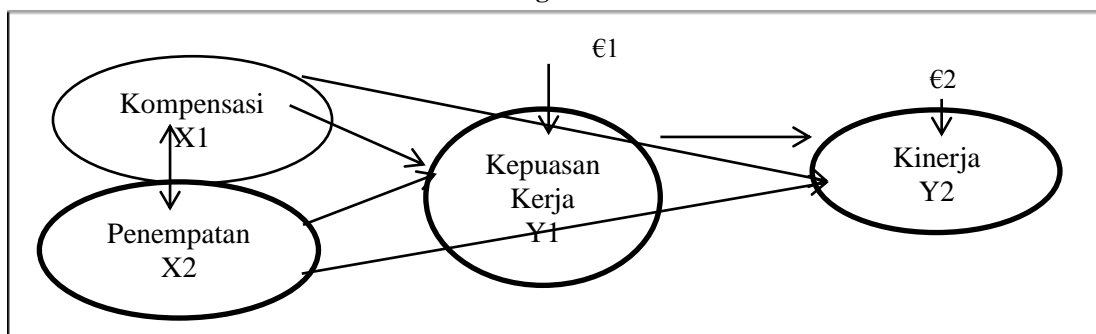 €1
€2
Kompensasi
X1
Kepuasan
Kerja
Y1
Kinerja
Y2
Penempatan
X2